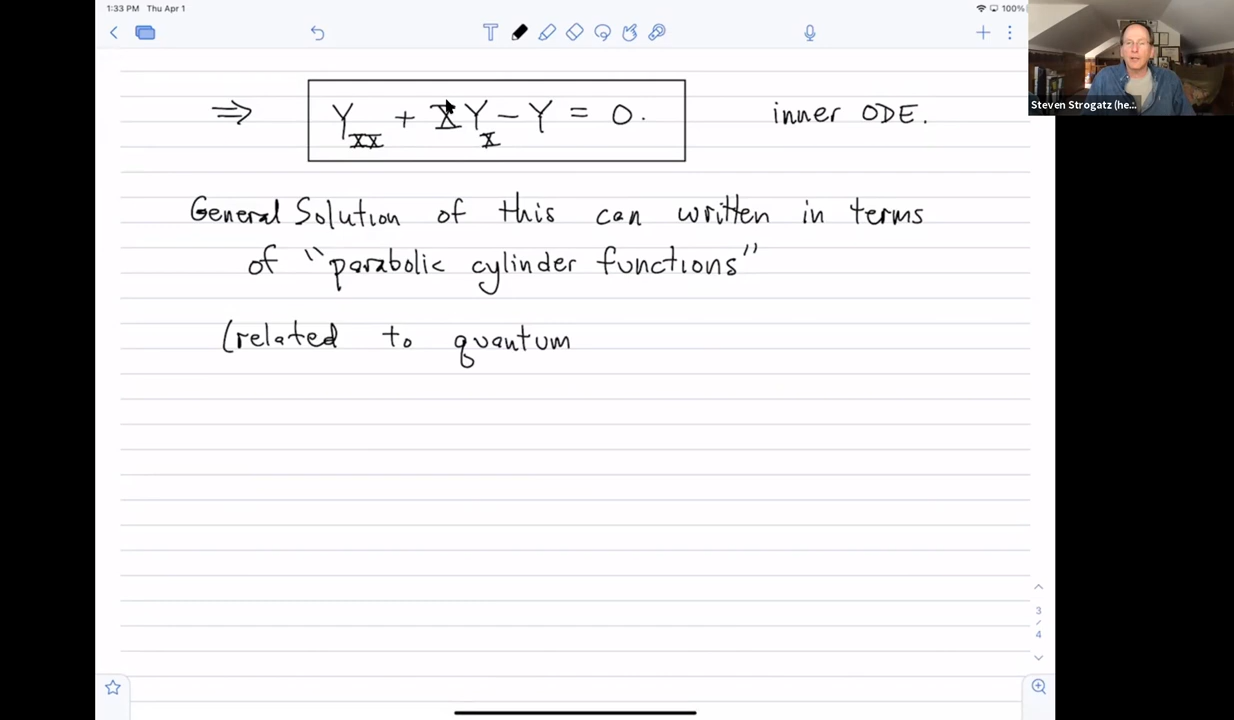 1:33 PM Thu Apr 1
100%
Steven Strogatz (he...
⇒ Y_XX + X Y_X - Y = 0. inner ODE.
General Solution of this can written in terms
of "parabolic cylinder functions"
(related to quantum
3
/
4